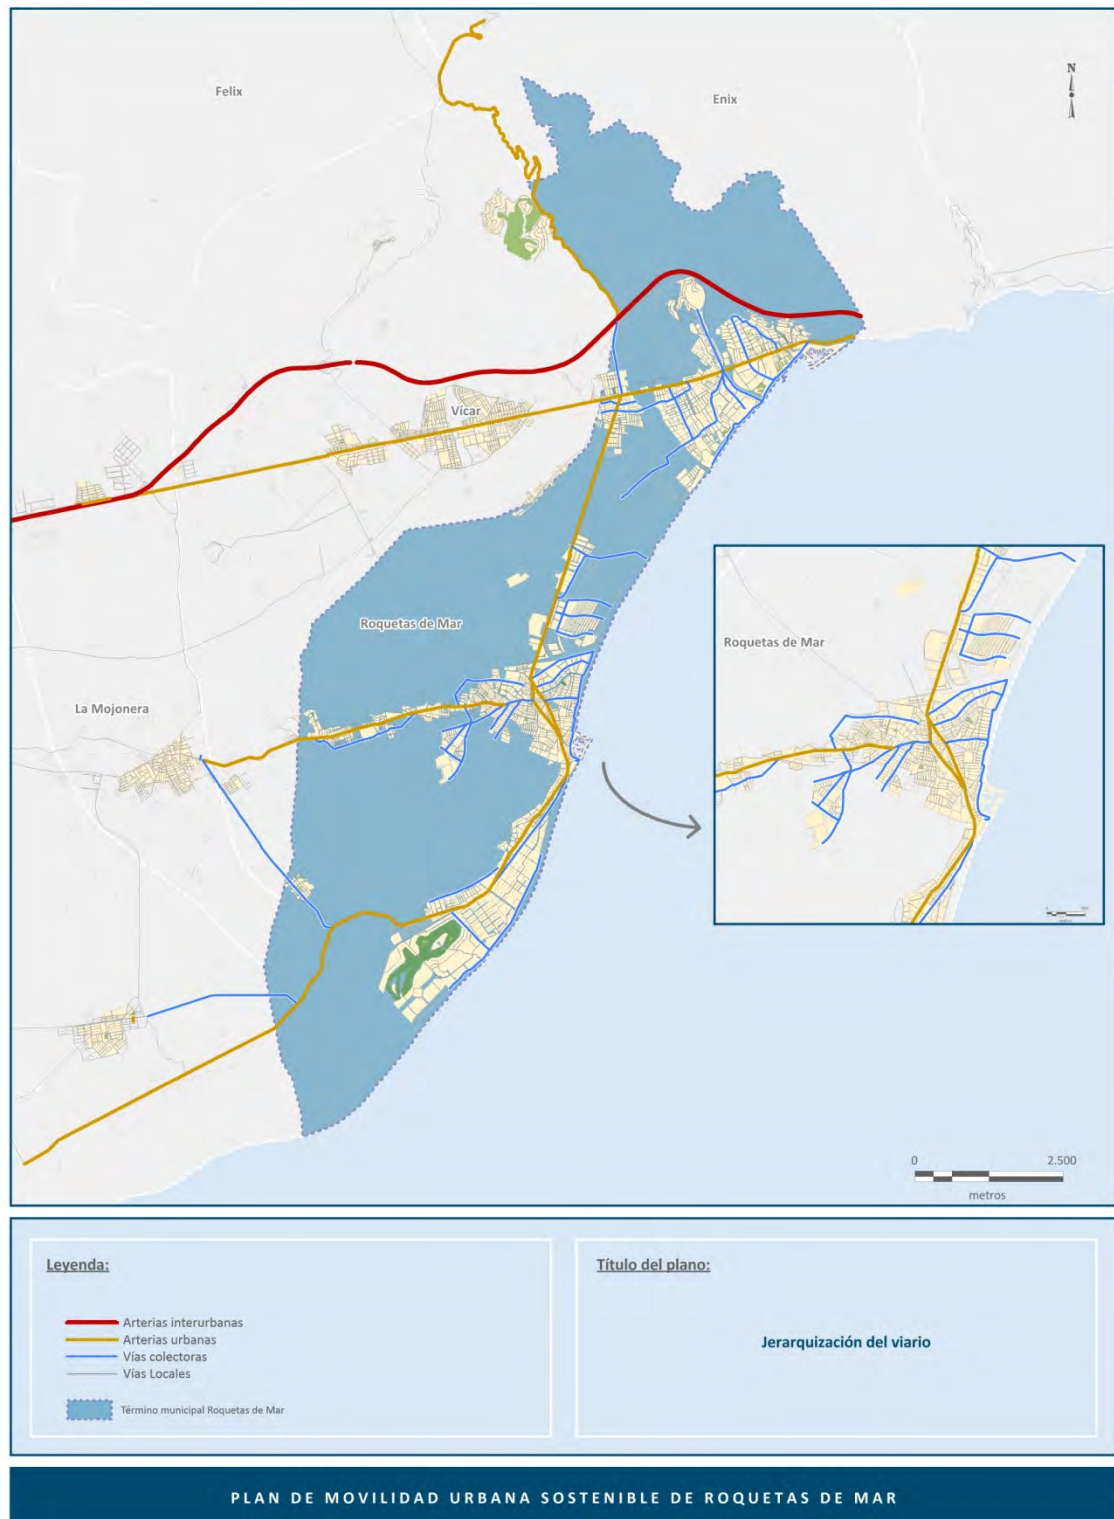 Felix
Enix
N
Vícar
Roquetas de Mar
La Mojonera
Roquetas de Mar
0
2.500
metros
Leyenda:
Arterias interurbanas
Arterias urbanas
Vías colectoras
Vías Locales
Término municipal Roquetas de Mar
Título del plano:
Jerarquización del viario
PLAN DE MOVILIDAD URBANA SOSTENIBLE DE ROQUETAS DE MAR